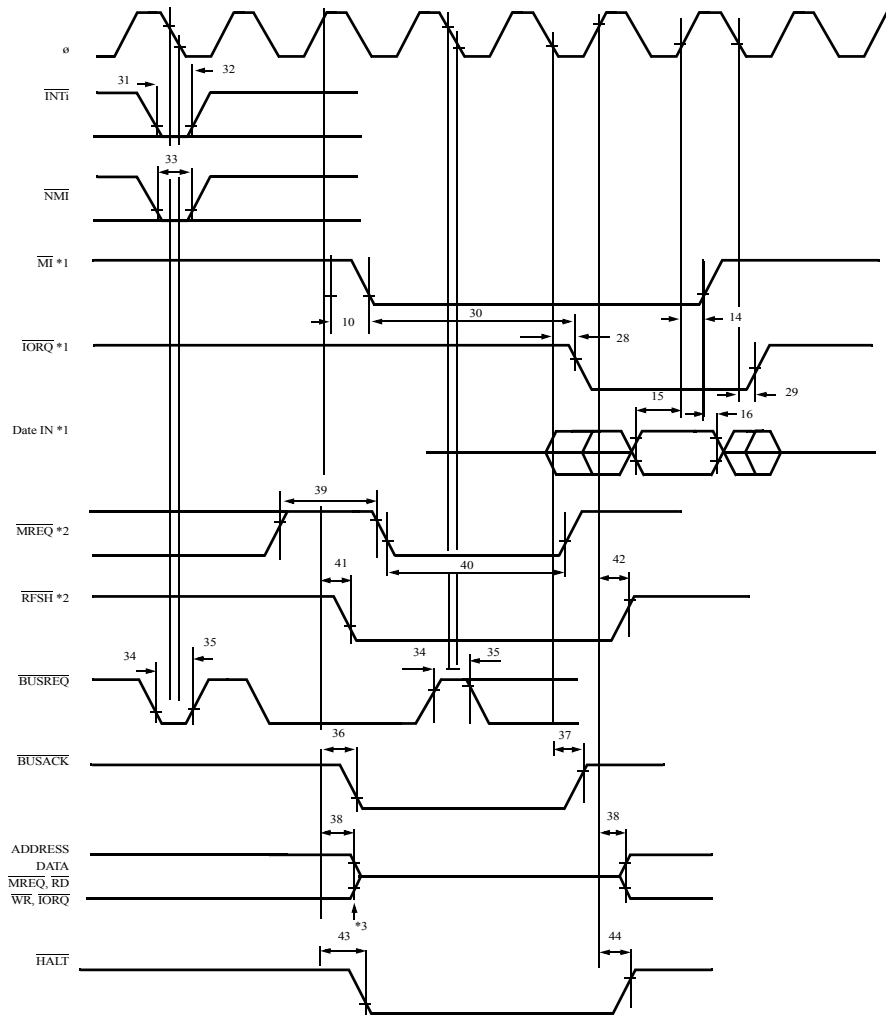 ø
31
32
INTi
33
NMI
MI *1
10
30
14
28
IORQ *1
29
15
16
Date IN *1
39
MREQ *2
40
41
42
RFSH *2
34
35
34
35
BUSREQ
36
37
BUSACK
38
38
ADDRESS
DATA
MREQ, RD
WR, IORQ
*3
43
44
HALT